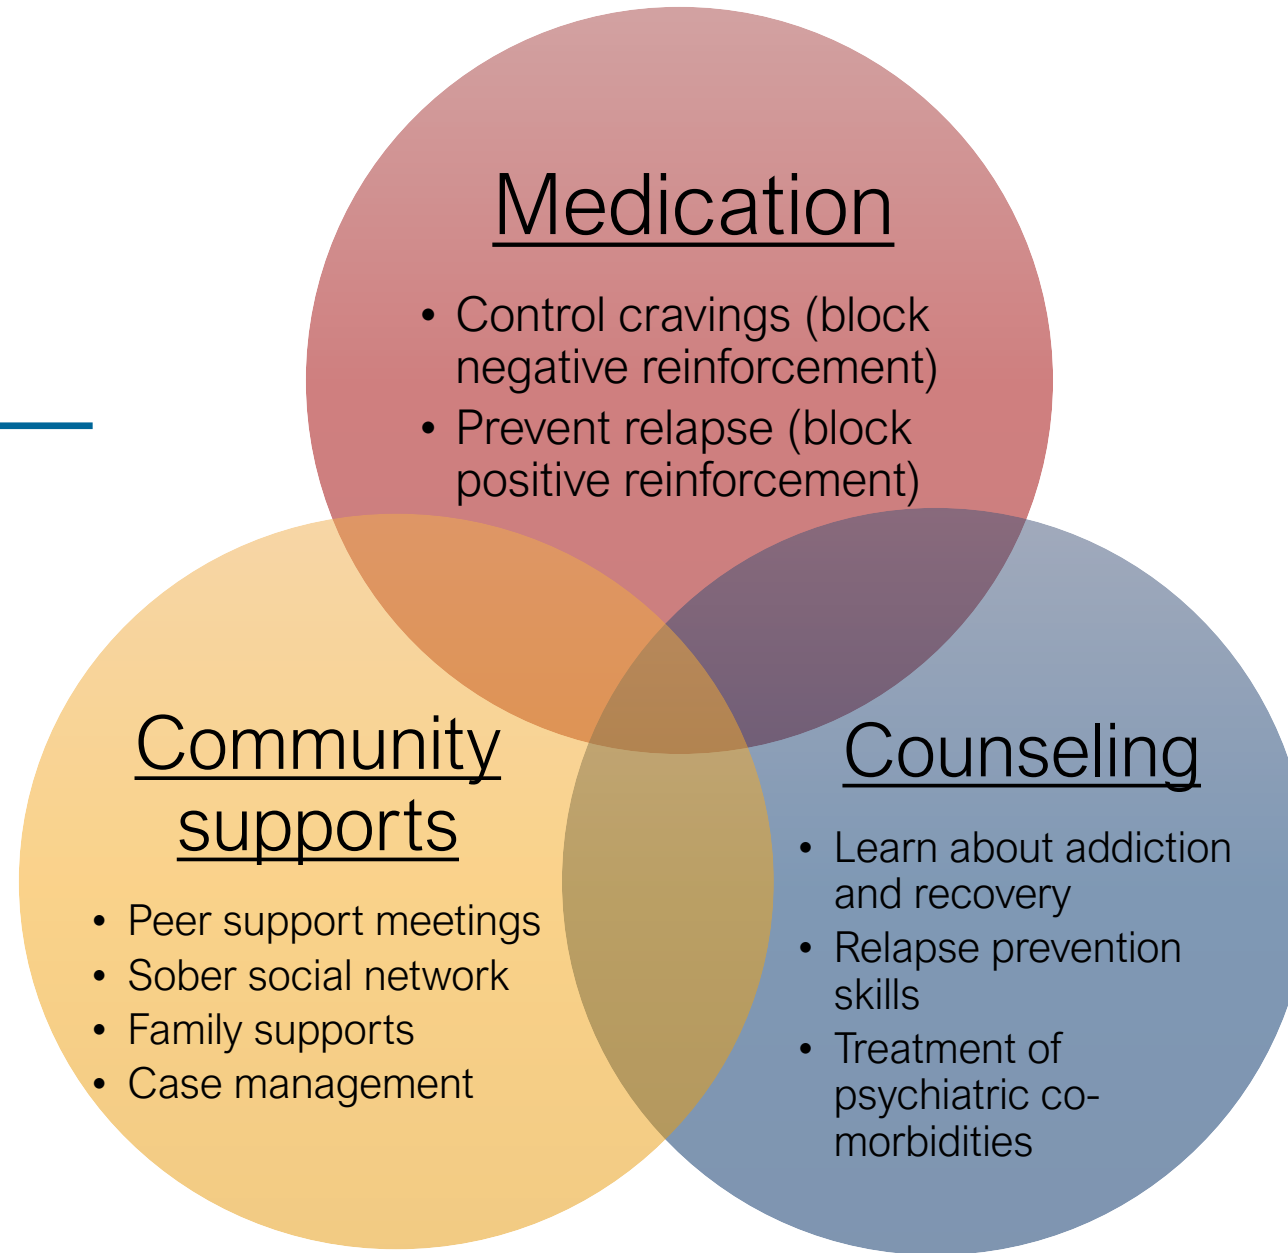 Medication
• Control cravings (block
negative reinforcement)
• Prevent relapse (block
positive reinforcement)
Community
supports
• Peer support meetings
• Sober social network
• Family supports
• Case management
Counseling
• Learn about addiction
and recovery
• Relapse prevention
skills
• Treatment of
psychiatric co-
morbidities